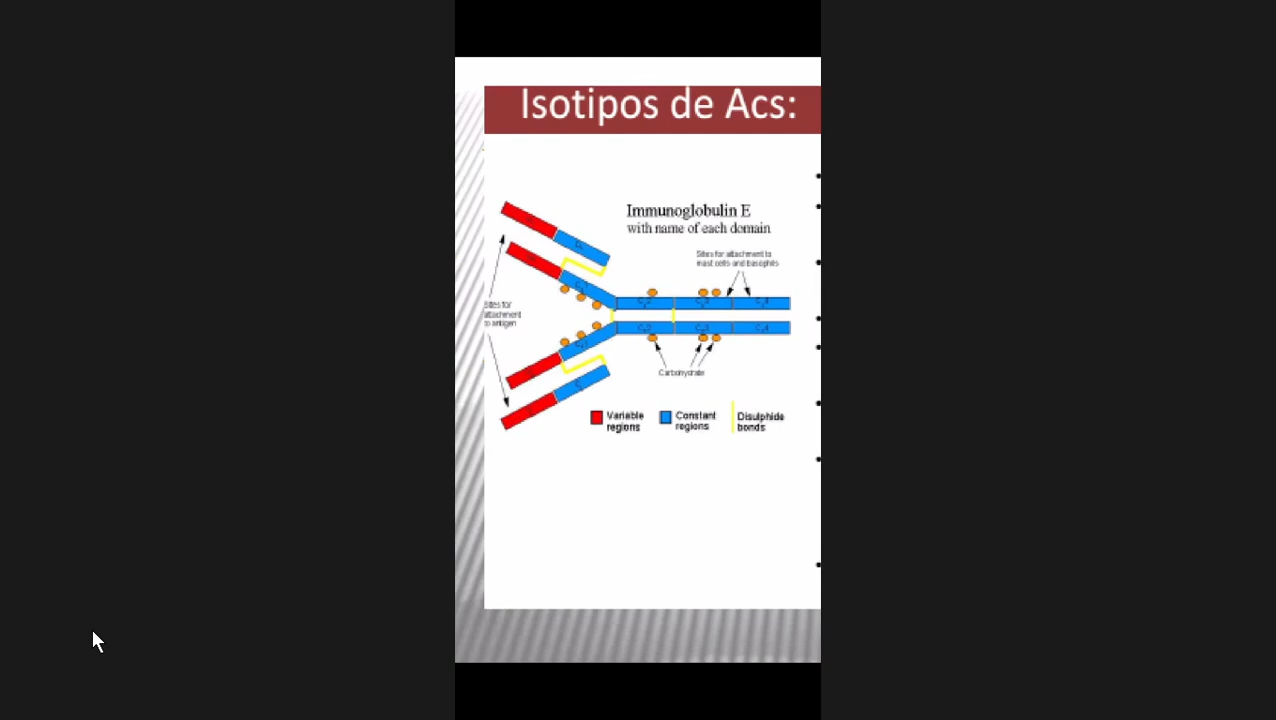 Isotipos de Acs:
Immunoglobulin E
with name of each domain
Sites for attachment to
mast cells and basophils
Sites for
attachment
to antigen
Carbohydrate
Variable
regions
Constant
regions
Disulphide
bonds